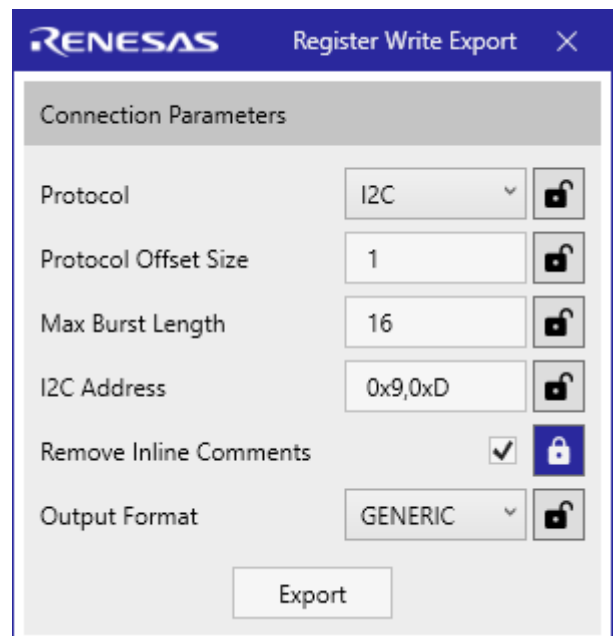 RENESAS Register Write Export
Connection Parameters
Protocol I2C
Protocol Offset Size 1
Max Burst Length 16
I2C Address 0x9,0xD
Remove Inline Comments
Output Format GENERIC
Export